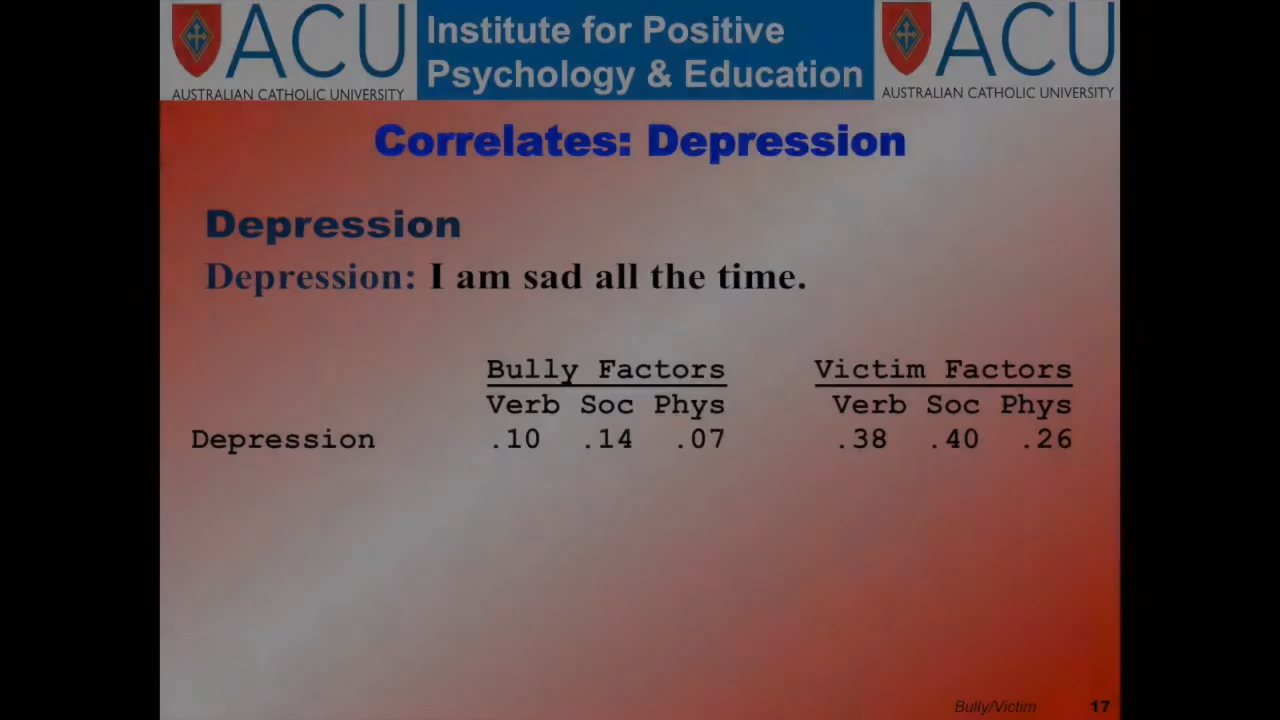 ACU
AUSTRALIAN CATHOLIC UNIVERSITY
Institute for Positive
Psychology & Education
ACU
AUSTRALIAN CATHOLIC UNIVERSITY
Correlates: Depression
Depression
Depression: I am sad all the time.
Bully Factors Victim Factors
Verb Soc Phys Verb Soc Phys
Depression .10 .14 .07 .38 .40 .26
Bully/Victim 17